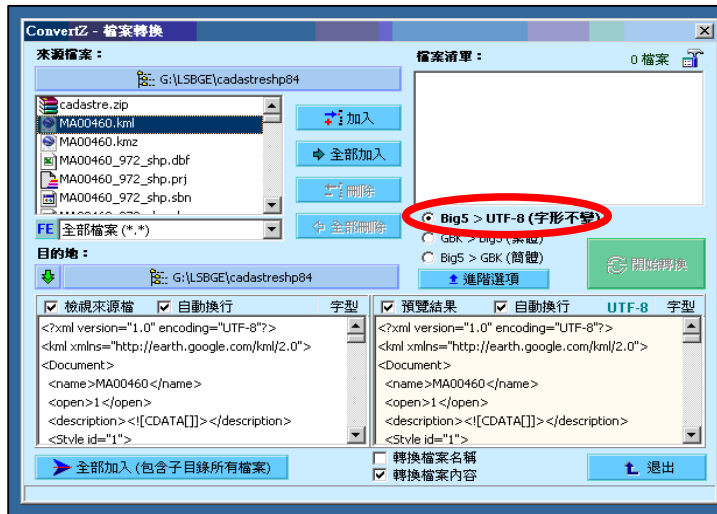 ConvertZ - 檔案轉換
來源檔案：
G:\LSBGE\cadastreshp84
cadastre.zip
MA00460.kml
MA00460.kmz
MA00460_972_shp.dbf
MA00460_972_shp.prj
MA00460_972_shp.sbn
FE 全部檔案 (*.*)
目的地：
G:\LSBGE\cadastreshp84
加入
全部加入
刪除
全部刪除
檔案清單： 0 檔案
Big5 > UTF-8 (字形不變)
GBK > Big5 (繁體)
Big5 > GBK (簡體)
進階選項
開始轉換
檢視來源檔 自動換行 字型
<?xml version="1.0" encoding="UTF-8"?>
<kml xmlns="http://earth.google.com/kml/2.0">
<Document>
<name>MA00460</name>
<open>1</open>
<description><![CDATA[]]></description>
<Style id="1">
預覽結果 自動換行 UTF-8 字型
<?xml version="1.0" encoding="UTF-8"?>
<kml xmlns="http://earth.google.com/kml/2.0">
<Document>
<name>MA00460</name>
<open>1</open>
<description><![CDATA[]]></description>
<Style id="1">
全部加入 (包含子目錄所有檔案)
轉換檔案名稱
轉換檔案內容
退出